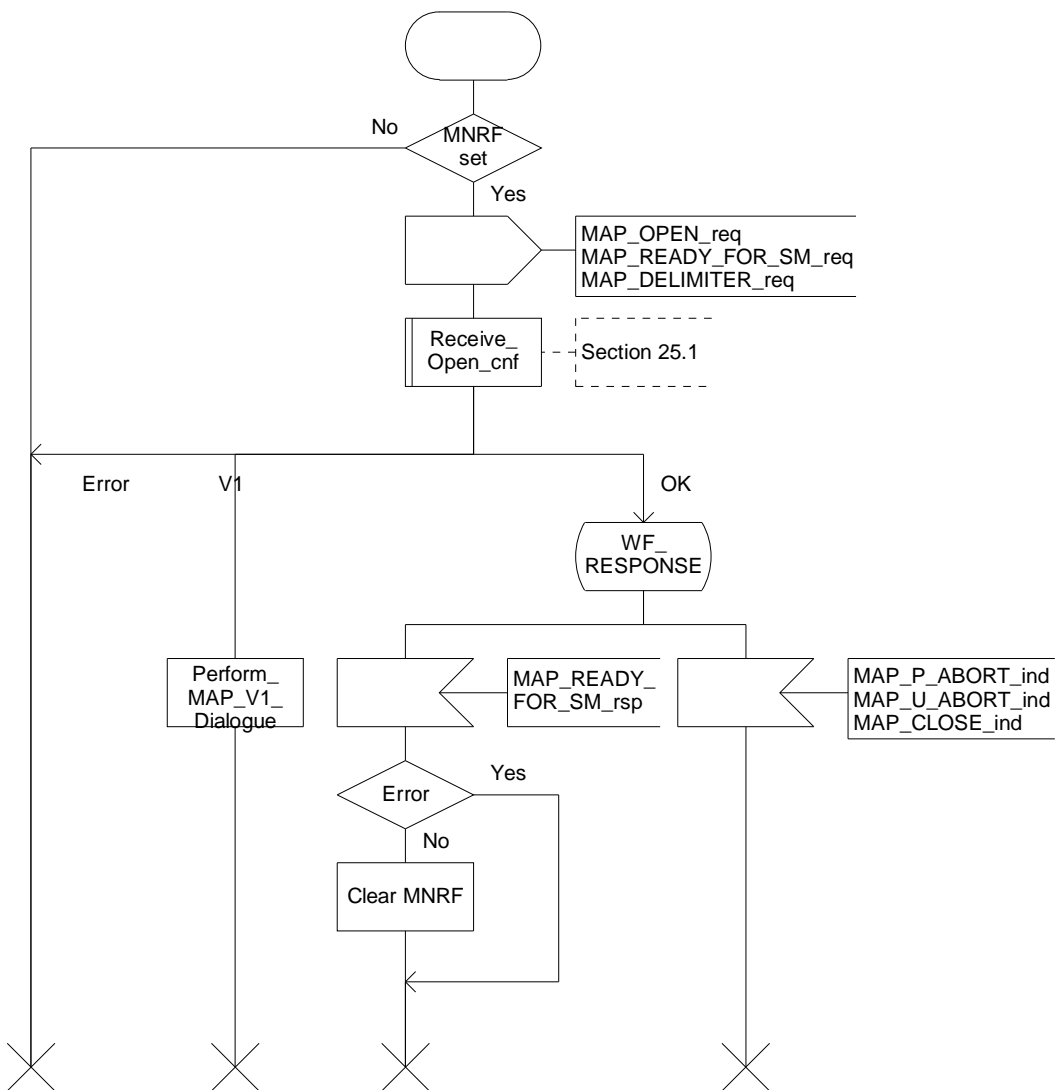 No
MNRF
set
Yes
MAP_OPEN_req
MAP_READY_FOR_SM_req
MAP_DELIMITER_req
Receive_
Open_cnf
Section 25.1
Error
V1
OK
WF_
RESPONSE
Perform_
MAP_V1_
Dialogue
MAP_READY_
FOR_SM_rsp
MAP_P_ABORT_ind
MAP_U_ABORT_ind
MAP_CLOSE_ind
Error
Yes
No
Clear MNRF